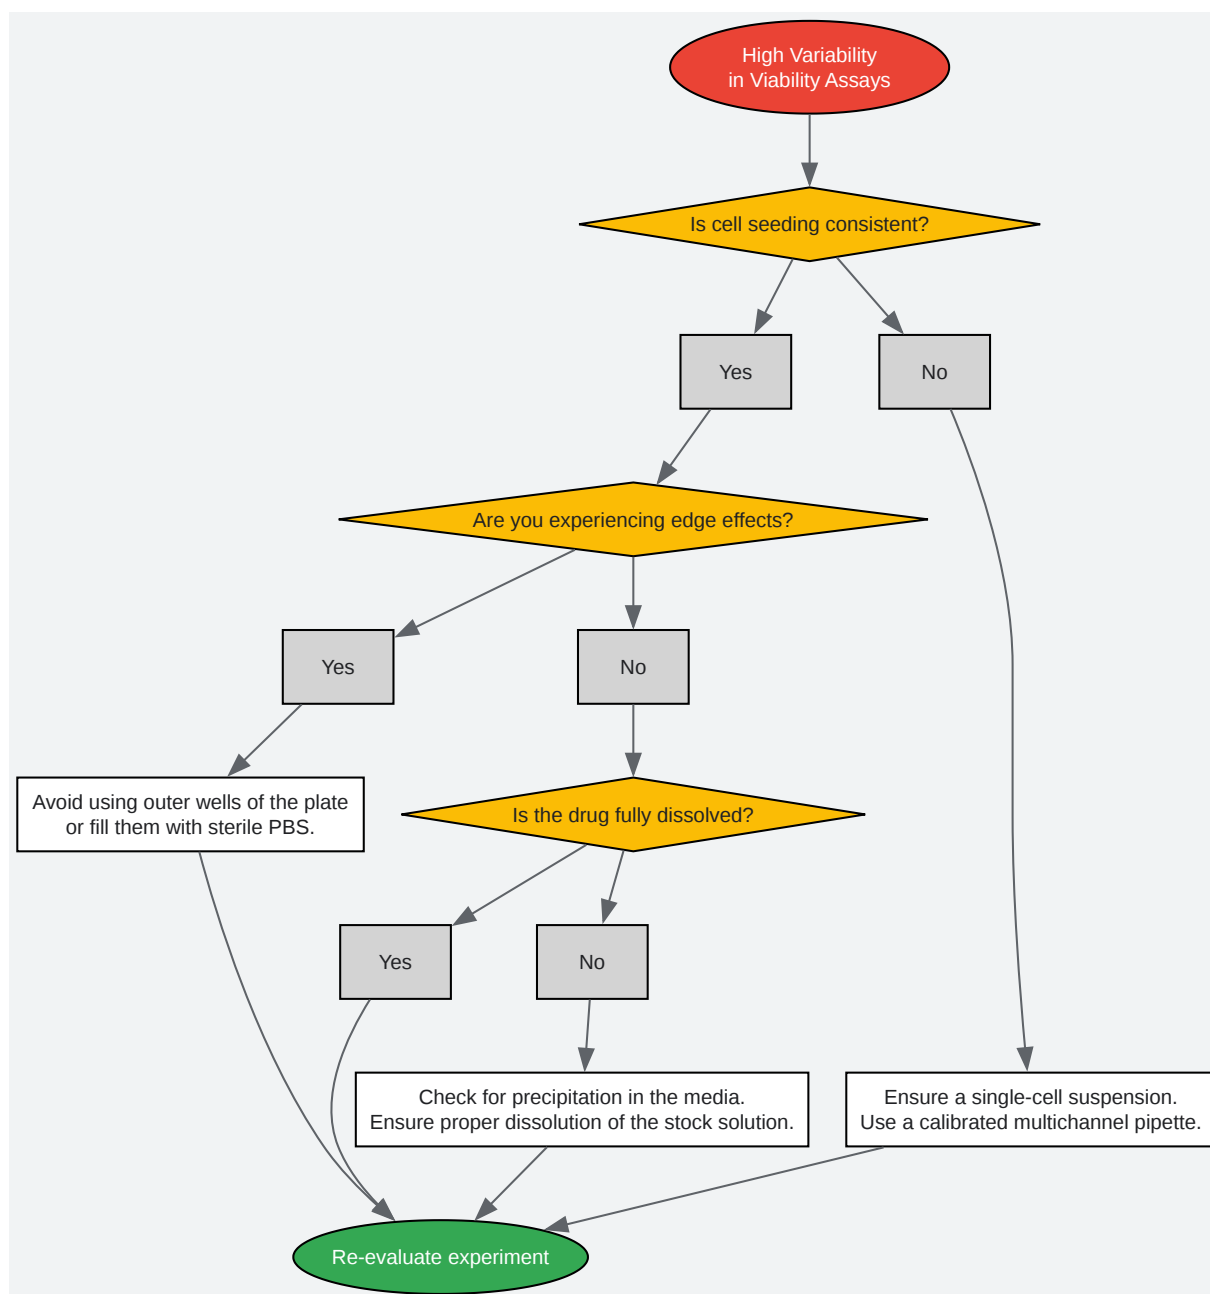 High Variability
in Viability Assays
Is cell seeding consistent?
Yes
No
Are you experiencing edge effects?
Yes
No
Avoid using outer wells of the plate
or fill them with sterile PBS.
Is the drug fully dissolved?
Yes
No
Check for precipitation in the media.
Ensure proper dissolution of the stock solution.
Ensure a single-cell suspension.
Use a calibrated multichannel pipette.
Re-evaluate experiment